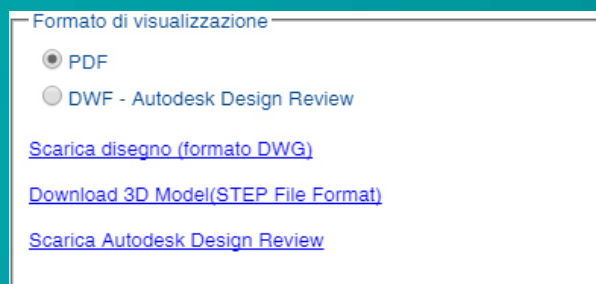 Formato di visualizzazione
PDF
DWF - Autodesk Design Review
Scarica disegno (formato DWG)
Download 3D Model(STEP File Format)
Scarica Autodesk Design Review